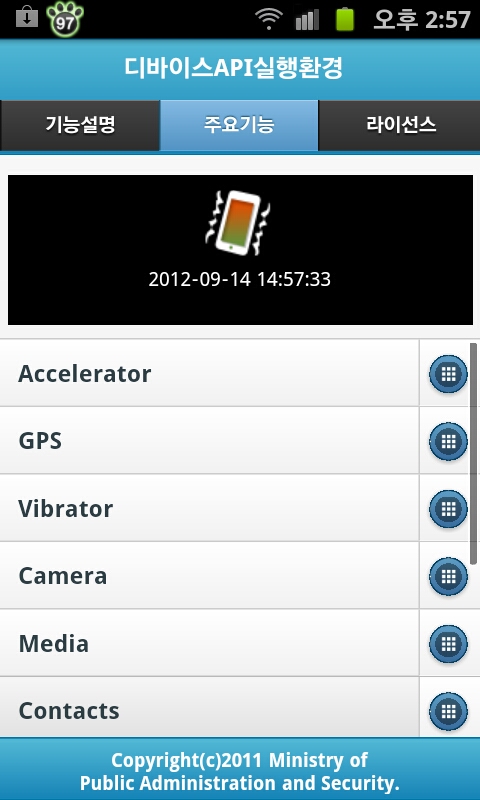 97
오후 2:57
디바이스API실행환경
기능설명
주요기능
라이선스
2012-09-14 14:57:33
Accelerator
GPS
Vibrator
Camera
Media
Contacts
Copyright(c)2011 Ministry of
Public Administration and Security.